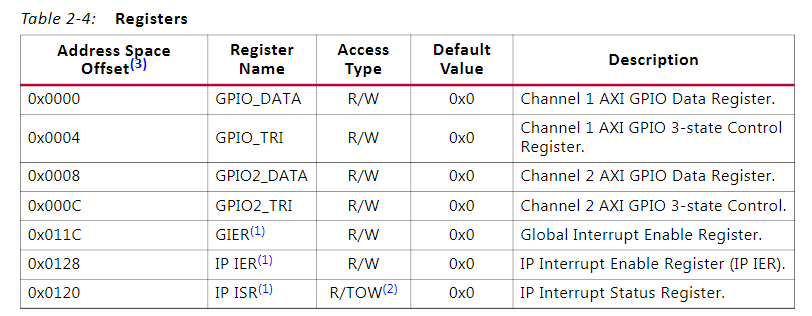 Table 2-4: Registers
Address Space Offset(3) Register Name Access Type Default Value Description
0x0000 GPIO_DATA R/W 0x0 Channel 1 AXI GPIO Data Register.
0x0004 GPIO_TRI R/W 0x0 Channel 1 AXI GPIO 3-state Control Register.
0x0008 GPIO2_DATA R/W 0x0 Channel 2 AXI GPIO Data Register.
0x000C GPIO2_TRI R/W 0x0 Channel 2 AXI GPIO 3-state Control.
0x011C GIER(1) R/W 0x0 Global Interrupt Enable Register.
0x0128 IP IER(1) R/W 0x0 IP Interrupt Enable Register (IP IER).
0x0120 IP ISR(1) R/TOW(2) 0x0 IP Interrupt Status Register.